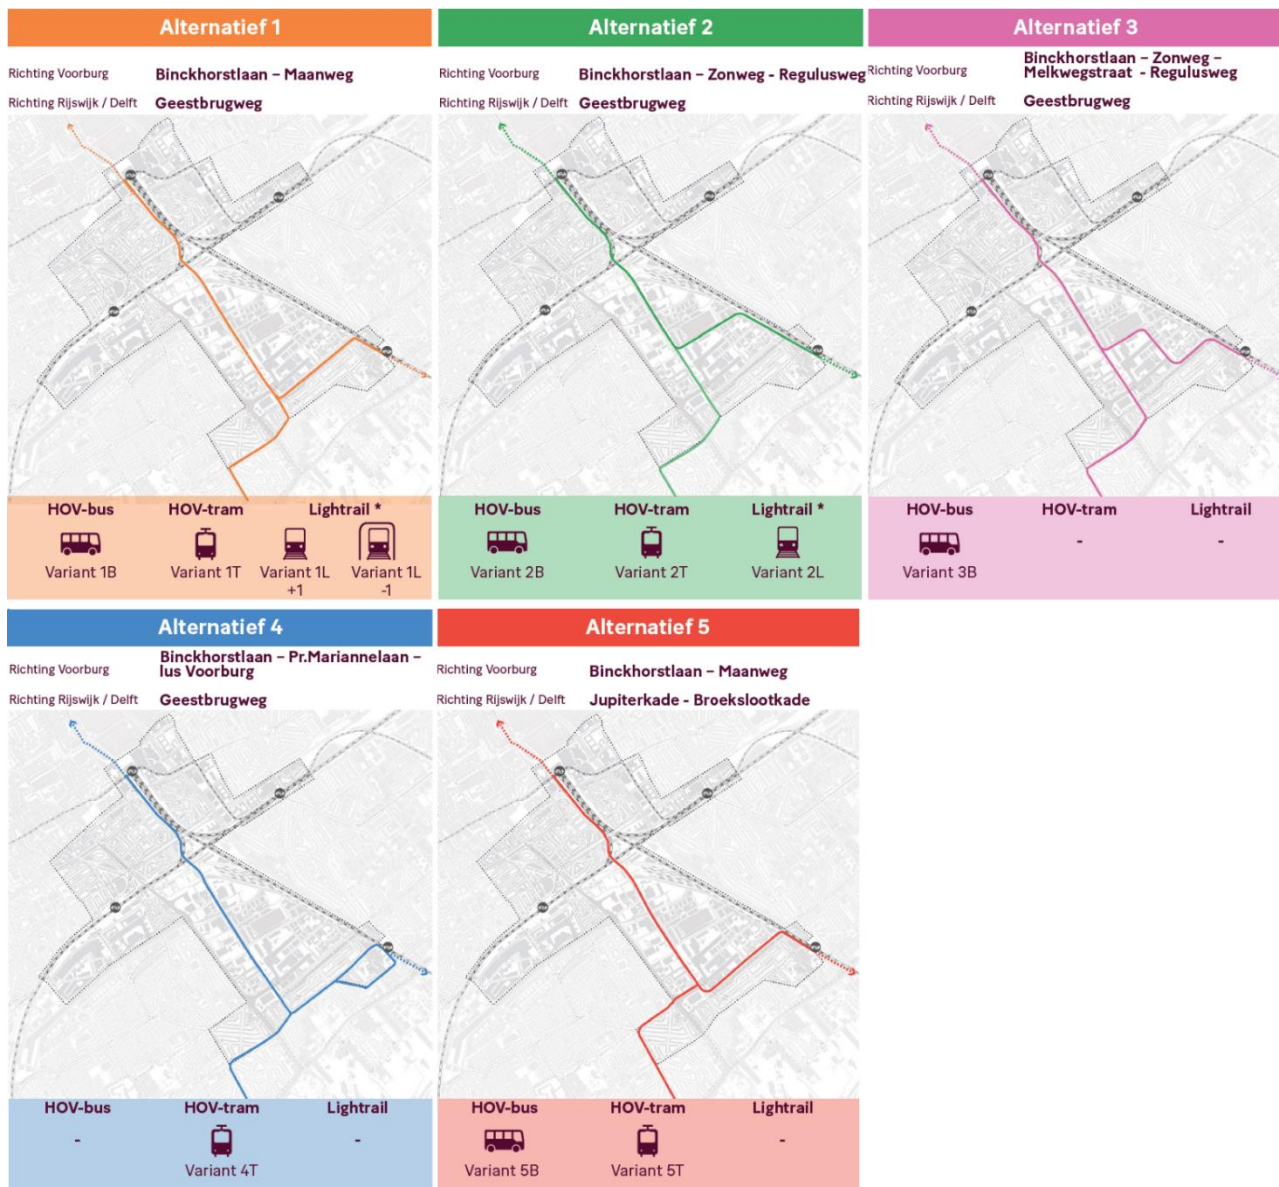 Alternatief 1
Richting Voorburg Binckhorstlaan – Maanweg
Richting Rijswijk / Delft Geestbrugweg
HOV-bus HOV-tram Lightrail *
Variant 1B Variant 1T Variant 1L +1 Variant 1L -1
Alternatief 2
Richting Voorburg Binckhorstlaan – Zonweg - Regulusweg
Richting Rijswijk / Delft Geestbrugweg
HOV-bus HOV-tram Lightrail *
Variant 2B Variant 2T Variant 2L
Alternatief 3
Richting Voorburg Binckhorstlaan – Zonweg –
Melkwegstraat - Regulusweg
Richting Rijswijk / Delft Geestbrugweg
HOV-bus HOV-tram Lightrail
Variant 3B - -
Alternatief 4
Richting Voorburg Binckhorstlaan – Pr.Mariannelaan –
lus Voorburg
Richting Rijswijk / Delft Geestbrugweg
HOV-bus HOV-tram Lightrail
- Variant 4T -
Alternatief 5
Richting Voorburg Binckhorstlaan – Maanweg
Richting Rijswijk / Delft Jupiterkade - Broekslootkade
HOV-bus HOV-tram Lightrail
Variant 5B Variant 5T -